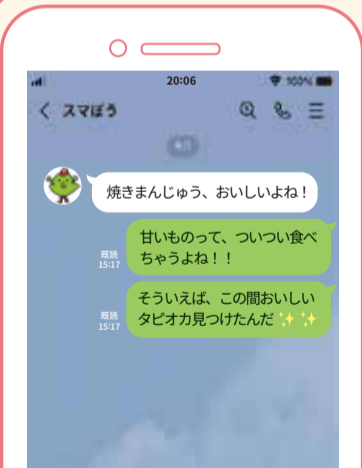 20:06
100%
スマぼう
焼きまんじゅう、おいしいよね！
甘いものって、ついつい食べ
ちゃうよね！！
既読
15:17
そういえば、この間おいしい
タピオカ見つけたんだ✨✨
既読
15:17